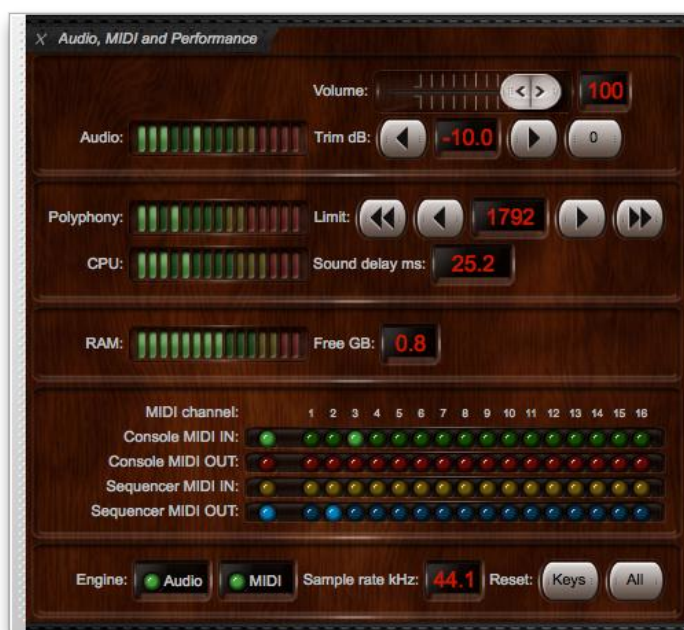 X Audio, MIDI and Performance
Volume: < > 100
Audio: Trim dB: -10.0 0
Polyphony: Limit: 1792
CPU: Sound delay ms: 25.2
RAM: Free GB: 0.8
MIDI channel: 1 2 3 4 5 6 7 8 9 10 11 12 13 14 15 16
Console MIDI IN:
Console MIDI OUT:
Sequencer MIDI IN:
Sequencer MIDI OUT:
Engine: Audio MIDI Sample rate kHz: 44.1 Reset: Keys All